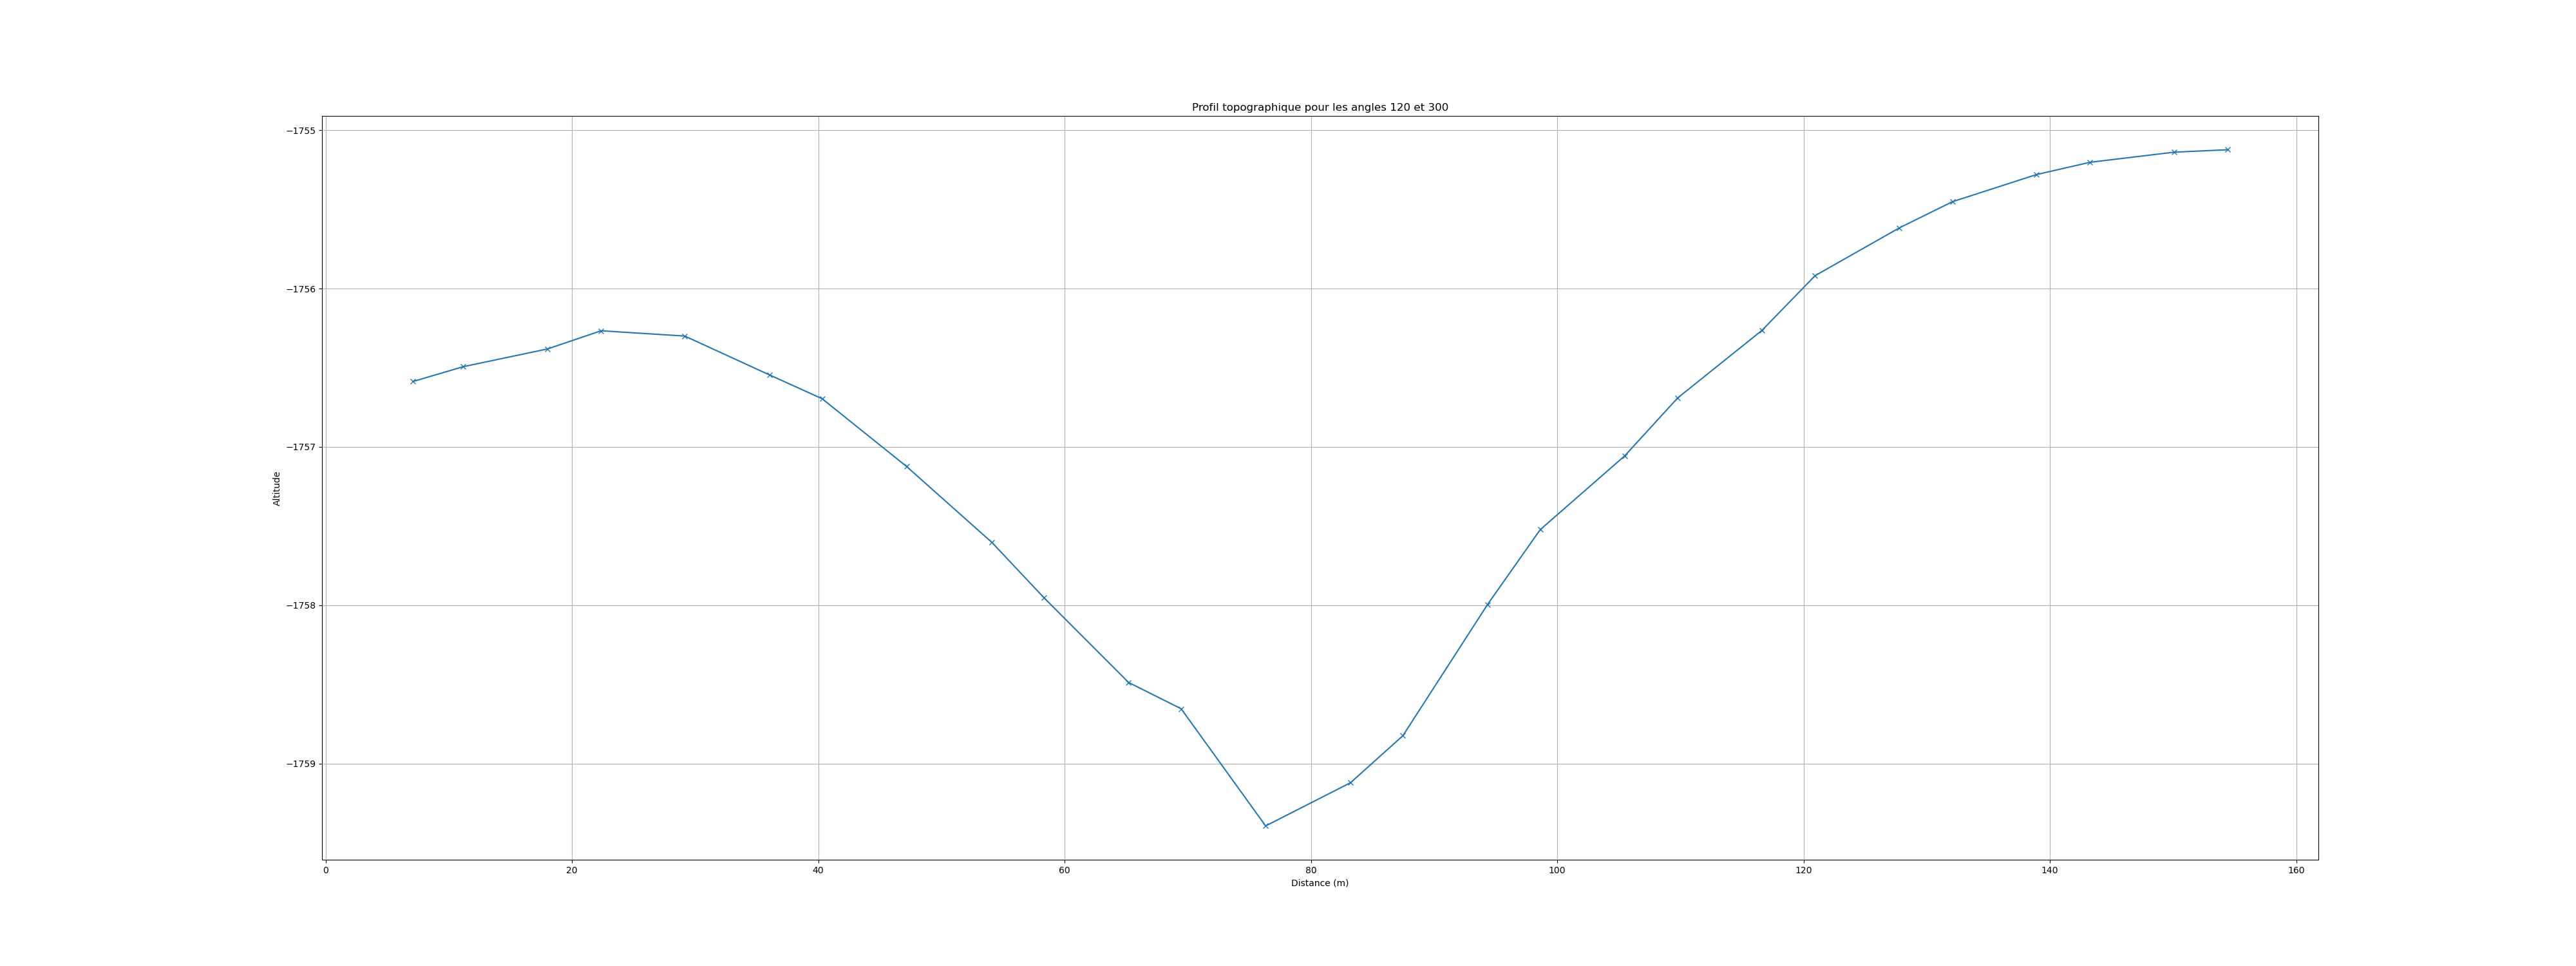 Profil topographique pour les angles 120 et 300
Altitude
−1755
−1756
−1757
−1758
−1759
0 20 40 60 80 100 120 140 160
Distance (m)